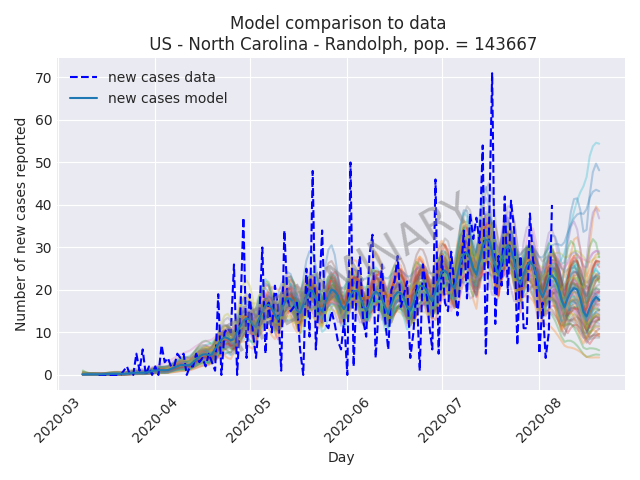 Model comparison to data
US - North Carolina - Randolph, pop. = 143667
new cases data
new cases model
Number of new cases reported
70
60
50
40
30
20
10
0
2020-03
2020-04
2020-05
2020-06
2020-07
2020-08
Day